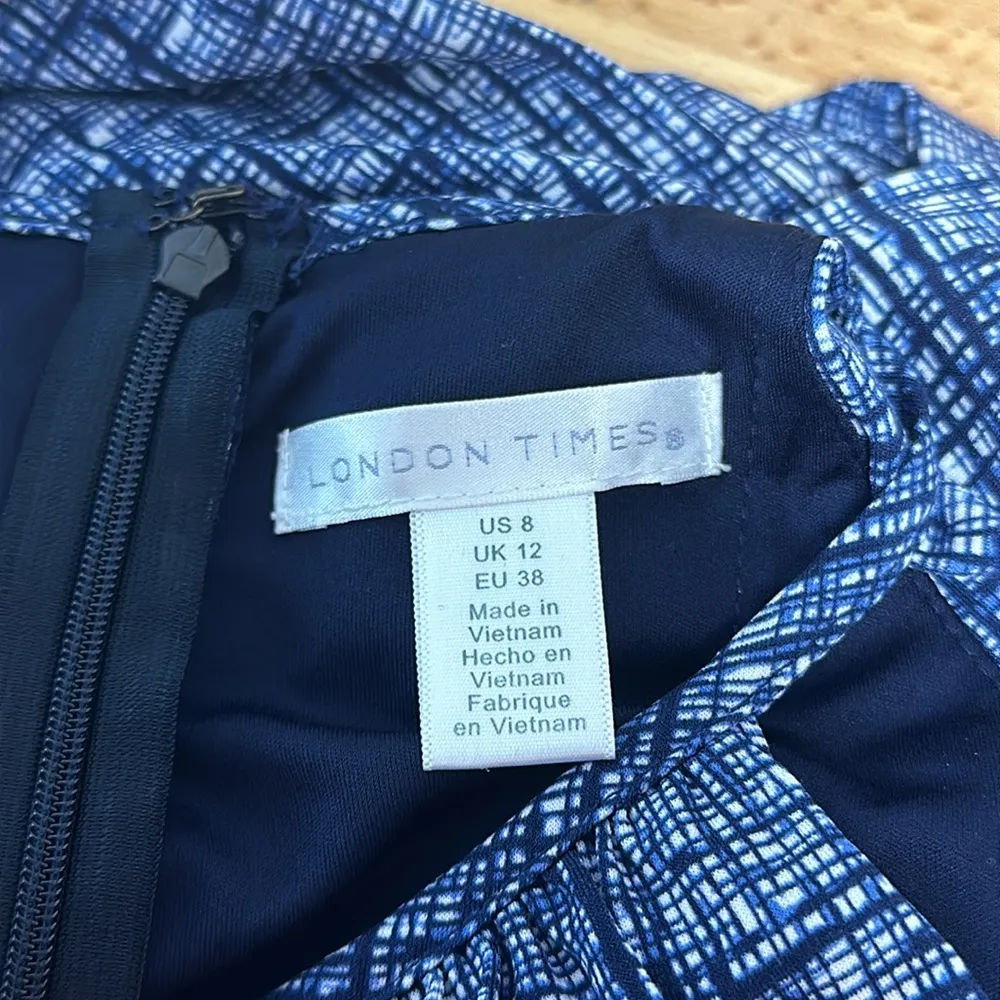 LONDON TIMES®
US 8
UK 12
EU 38
Made in
Vietnam
Hecho en
Vietnam
Fabrique
en Vietnam